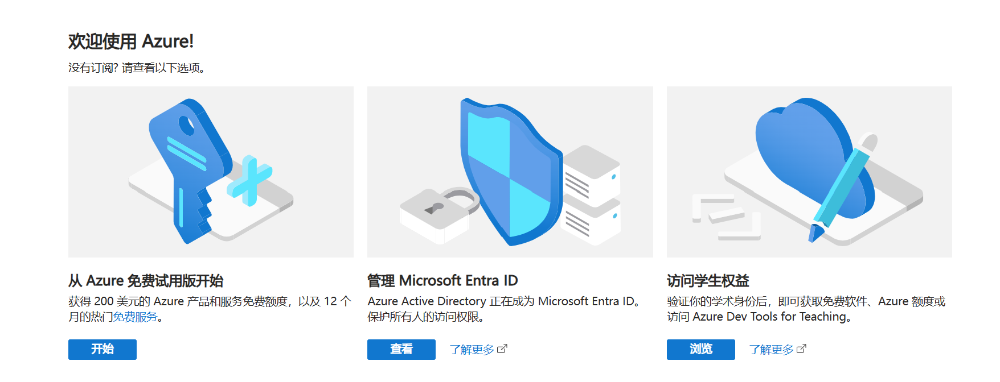 欢迎使用 Azure!
没有订阅? 请查看以下选项。
从 Azure 免费试用版开始
获得 200 美元的 Azure 产品和服务免费额度，以及 12 个
月的热门免费服务。
开始
管理 Microsoft Entra ID
Azure Active Directory 正在成为 Microsoft Entra ID。
保护所有人的访问权限。
查看 了解更多
访问学生权益
验证你的学术身份后，即可获取免费软件、Azure 额度或
访问 Azure Dev Tools for Teaching。
浏览 了解更多